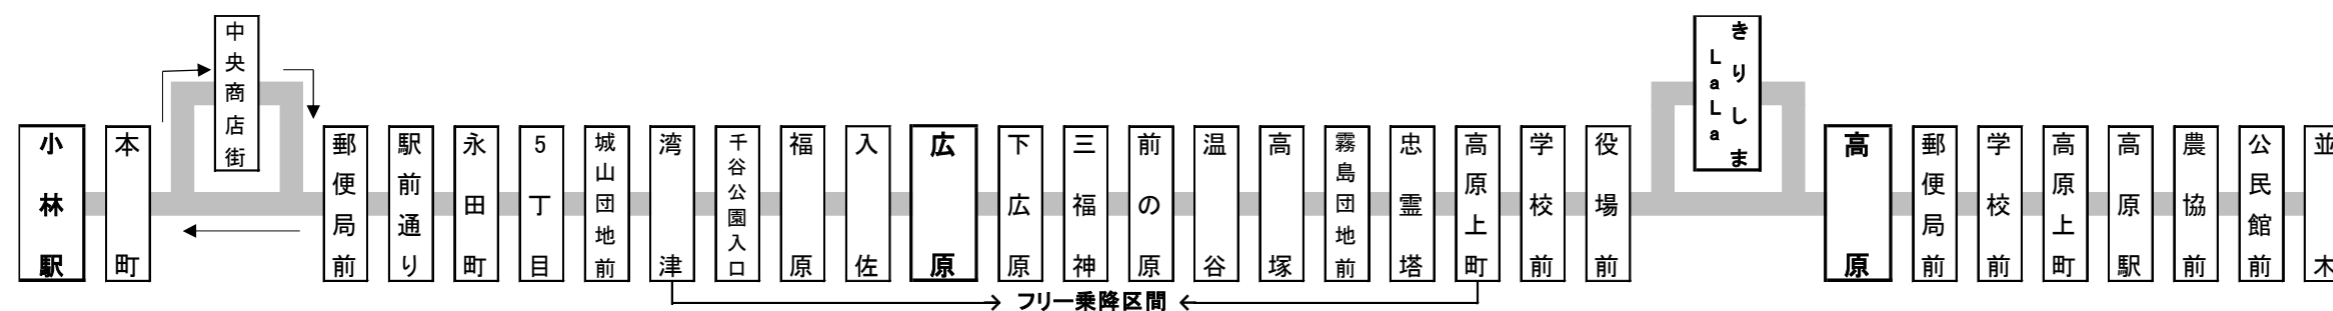 小林駅
本町
中央商店街
郵便局前
駅前通り
永田町
5丁目
城山団地前
湾津
千谷公園入口
福原
入佐
広原
下広原
三福神
前の原
温谷
高塚
霧島団地前
忠霊塔
高原上町
学校前
役場前
きりしま
LaLa
高原
郵便局前
学校前
高原上町
高原駅
農協前
公民館前
並木
フリー乗降区間